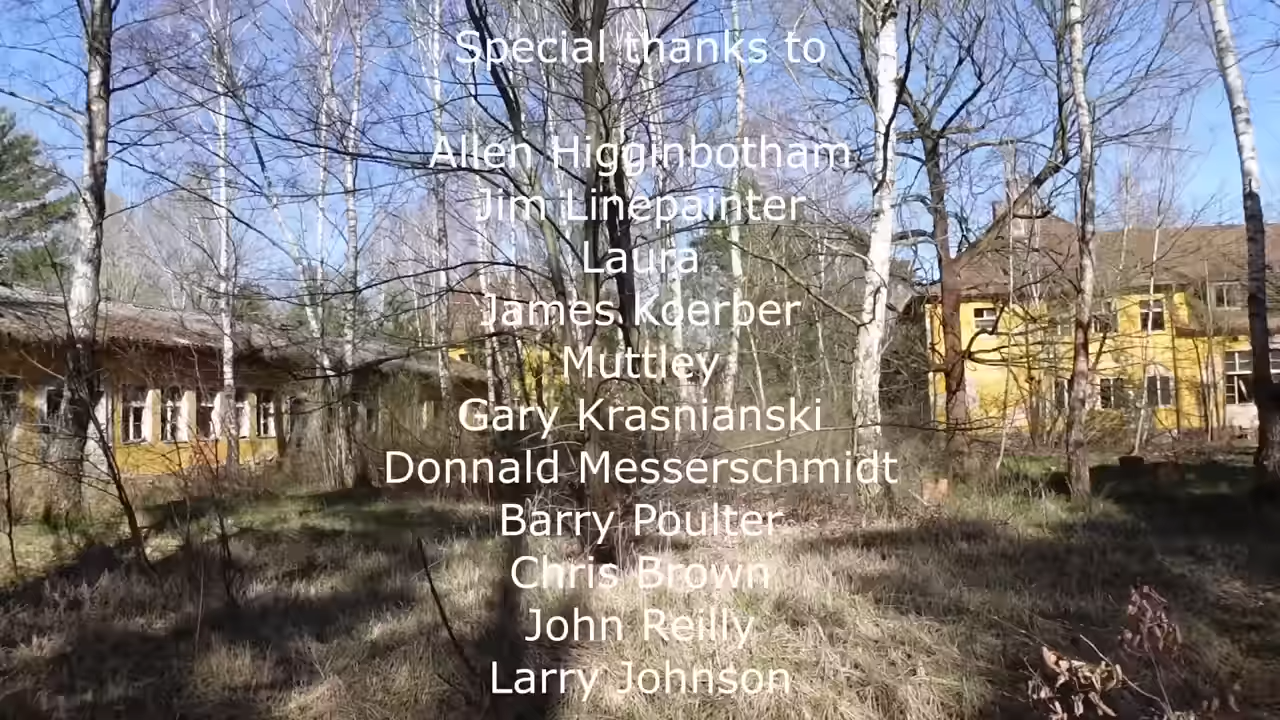 Special thanks to
Allen Higginbotham
Jim Linepainter
Laura
James Koerber
Muttley
Gary Krasnianski
Donnald Messerschmidt
Barry Poulter
Chris Brown
John Reilly
Larry Johnson